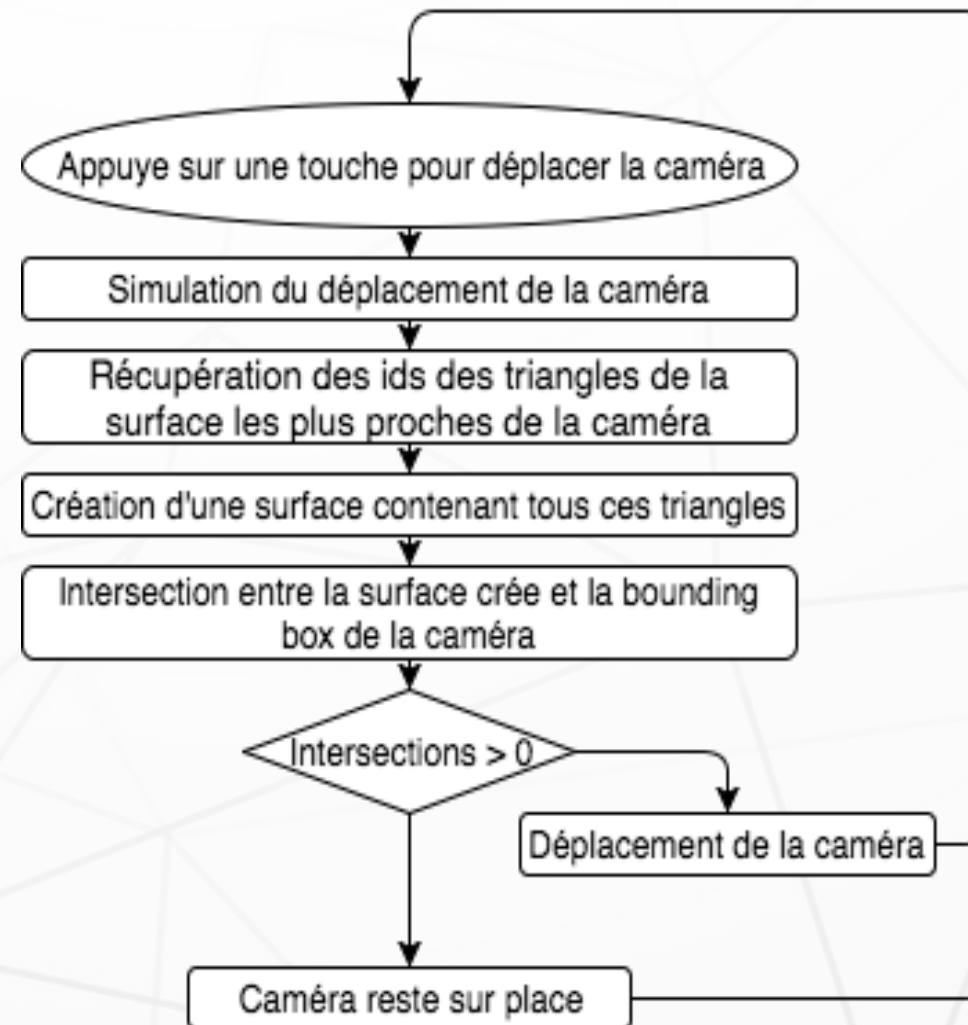 Appuye sur une touche pour déplacer la caméra
Simulation du déplacement de la caméra
Récupération des ids des triangles de la
surface les plus proches de la caméra
Création d'une surface contenant tous ces triangles
Intersection entre la surface crée et la bounding
box de la caméra
Intersections > 0
Déplacement de la caméra
Caméra reste sur place